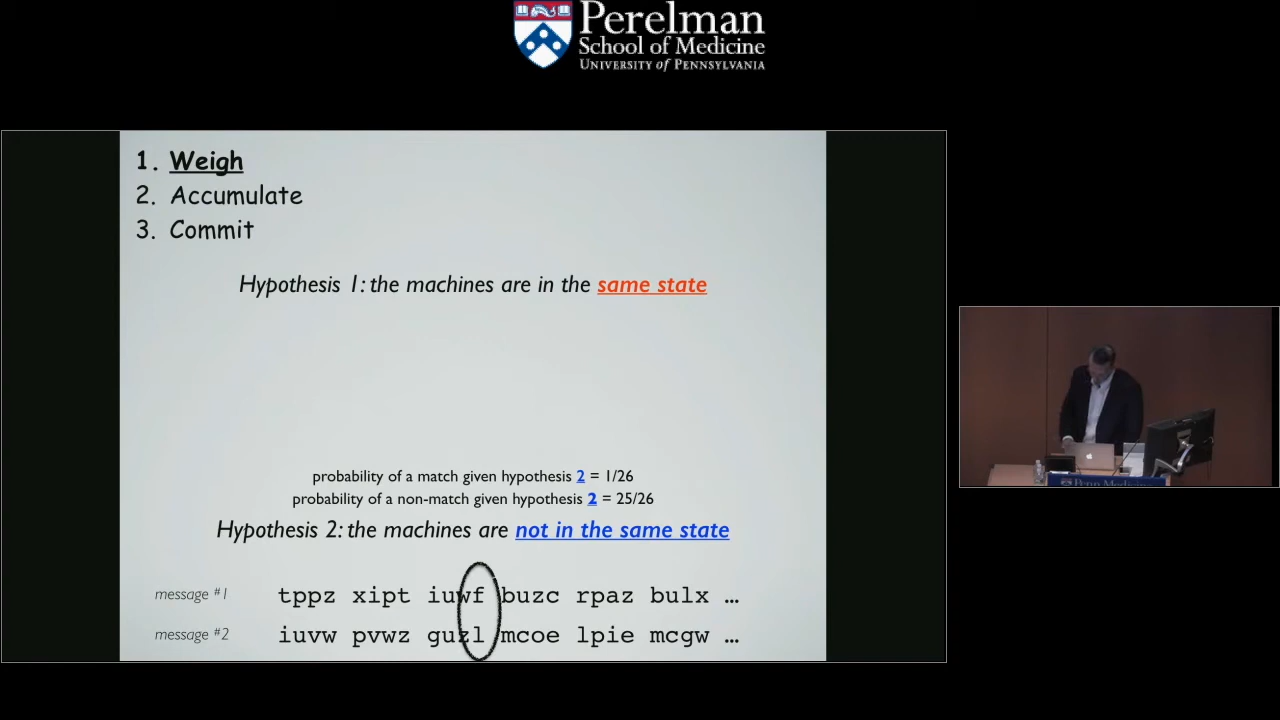 Perelman
School of Medicine
UNIVERSITY of PENNSYLVANIA
1. Weigh
2. Accumulate
3. Commit
Hypothesis 1: the machines are in the same state
probability of a match given hypothesis 2 = 1/26
probability of a non-match given hypothesis 2 = 25/26
Hypothesis 2: the machines are not in the same state
message #1 tppz xipt iuwf buzc rpaz bulx …
message #2 iuvw pvwz guzl mcoe lpie mcgw …
Penn Medicine